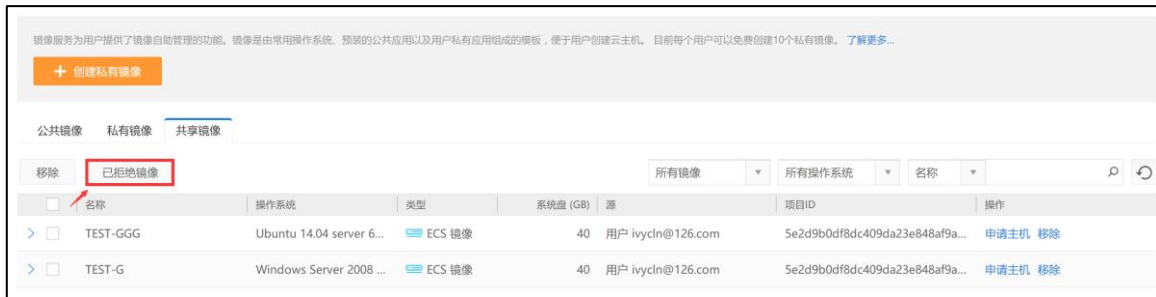 镜像服务为用户提供了镜像自助管理的功能。镜像是由常用操作系统、预装的公共应用以及用户私有应用组成的模板,便于用户创建云主机。 目前每个用户可以免费创建10个私有镜像。 了解更多...
+ 创建私有镜像
公共镜像 私有镜像 共享镜像
移除 已拒绝镜像 所有镜像 所有操作系统 名称
名称 操作系统 类型 系统盘 (GB) 源 项目ID 操作
TEST-GGG Ubuntu 14.04 server 6... ECS 镜像 40 用户 ivycln@126.com 5e2d9b0df8dc409da23e848af9a... 申请主机 移除
TEST-G Windows Server 2008 ... ECS 镜像 40 用户 ivycln@126.com 5e2d9b0df8dc409da23e848af9a... 申请主机 移除